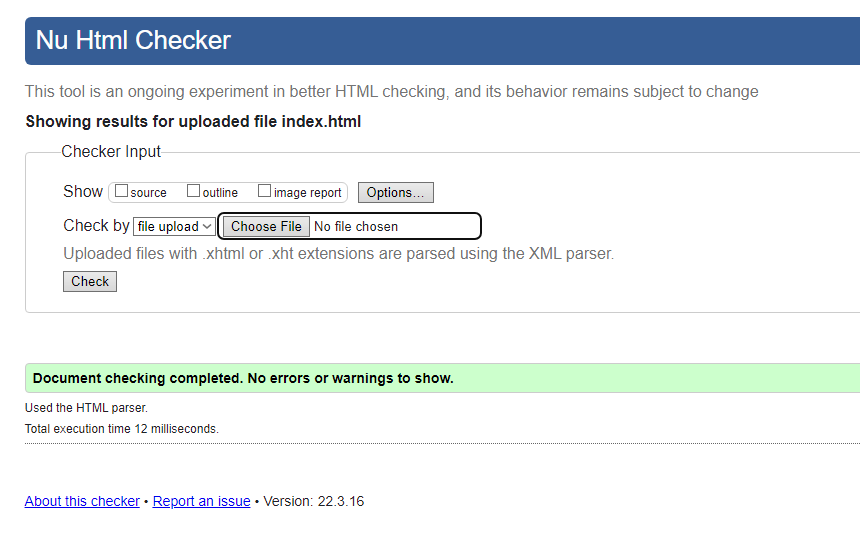 Nu Html Checker
This tool is an ongoing experiment in better HTML checking, and its behavior remains subject to change
Showing results for uploaded file index.html
Checker Input
Show source outline image report Options...
Check by file upload Choose File No file chosen
Uploaded files with .xhtml or .xht extensions are parsed using the XML parser.
Check
Document checking completed. No errors or warnings to show.
Used the HTML parser.
Total execution time 12 milliseconds.
About this checker • Report an issue • Version: 22.3.16